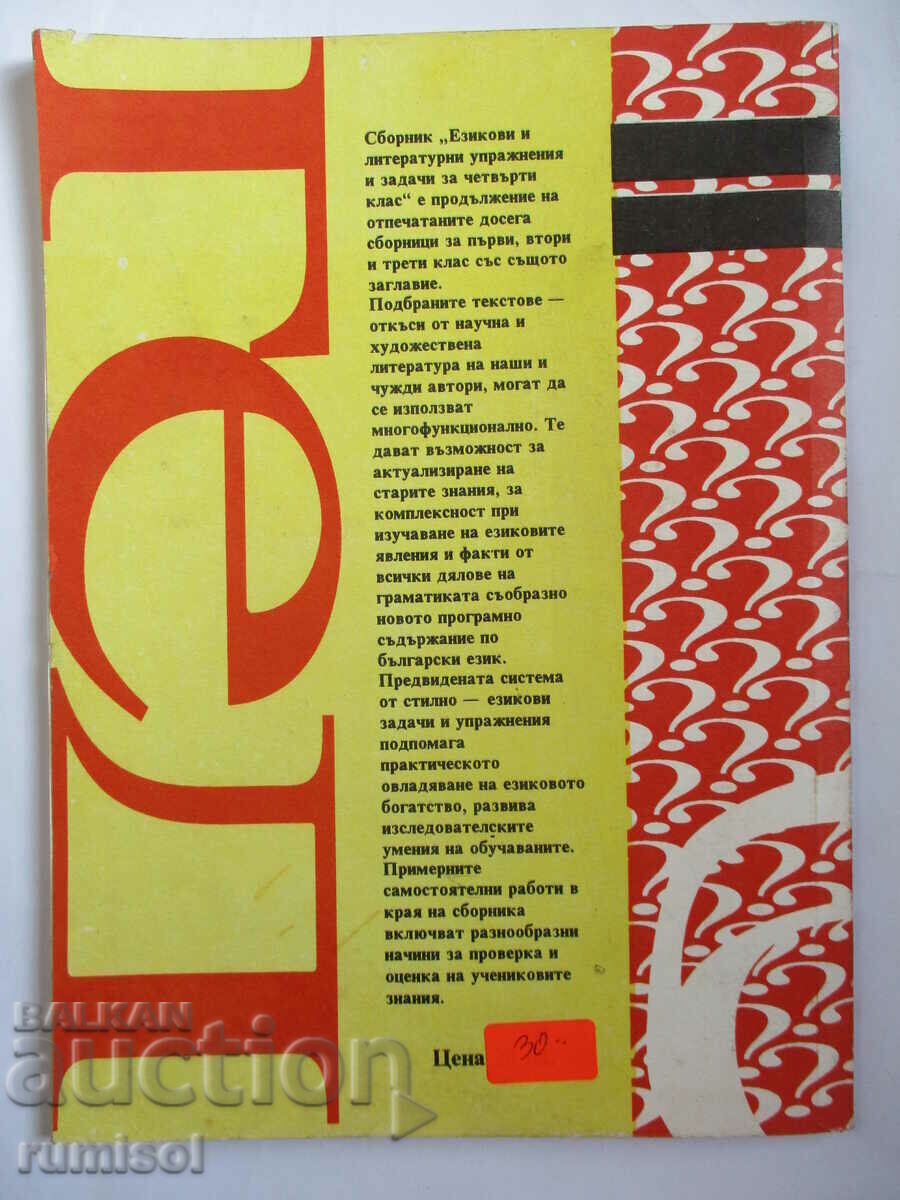 Сборник „Езикови и
литературни упражнения
и задачи за четвърти
клас“ е продължение на
отпечатаните досега
сборници за първи, втори
и трети клас със същото
заглавие.
Подбраните текстове —
откъси от научна и
художествена
литература на наши и
чужди автори, могат да
се използват
многофункционално. Те
дават възможност за
актуализиране на
старите знания, за
комплексност при
изучаване на езиковите
явления и факти от
всички дялове на
граматиката съобразно
новото програмно
съдържание по
български език.
Предвидената система
от стилно — езикови
задачи и упражнения
подпомага
практическото
овладяване на езиковото
богатство, развива
изследователските
умения на обучаваните.
Примерните
самостоятелни работи в
края на сборника
включват разнообразни
начини за проверка и
оценка на учениковите
знания.
Цена 30..
BALKAN
auction
rumisol